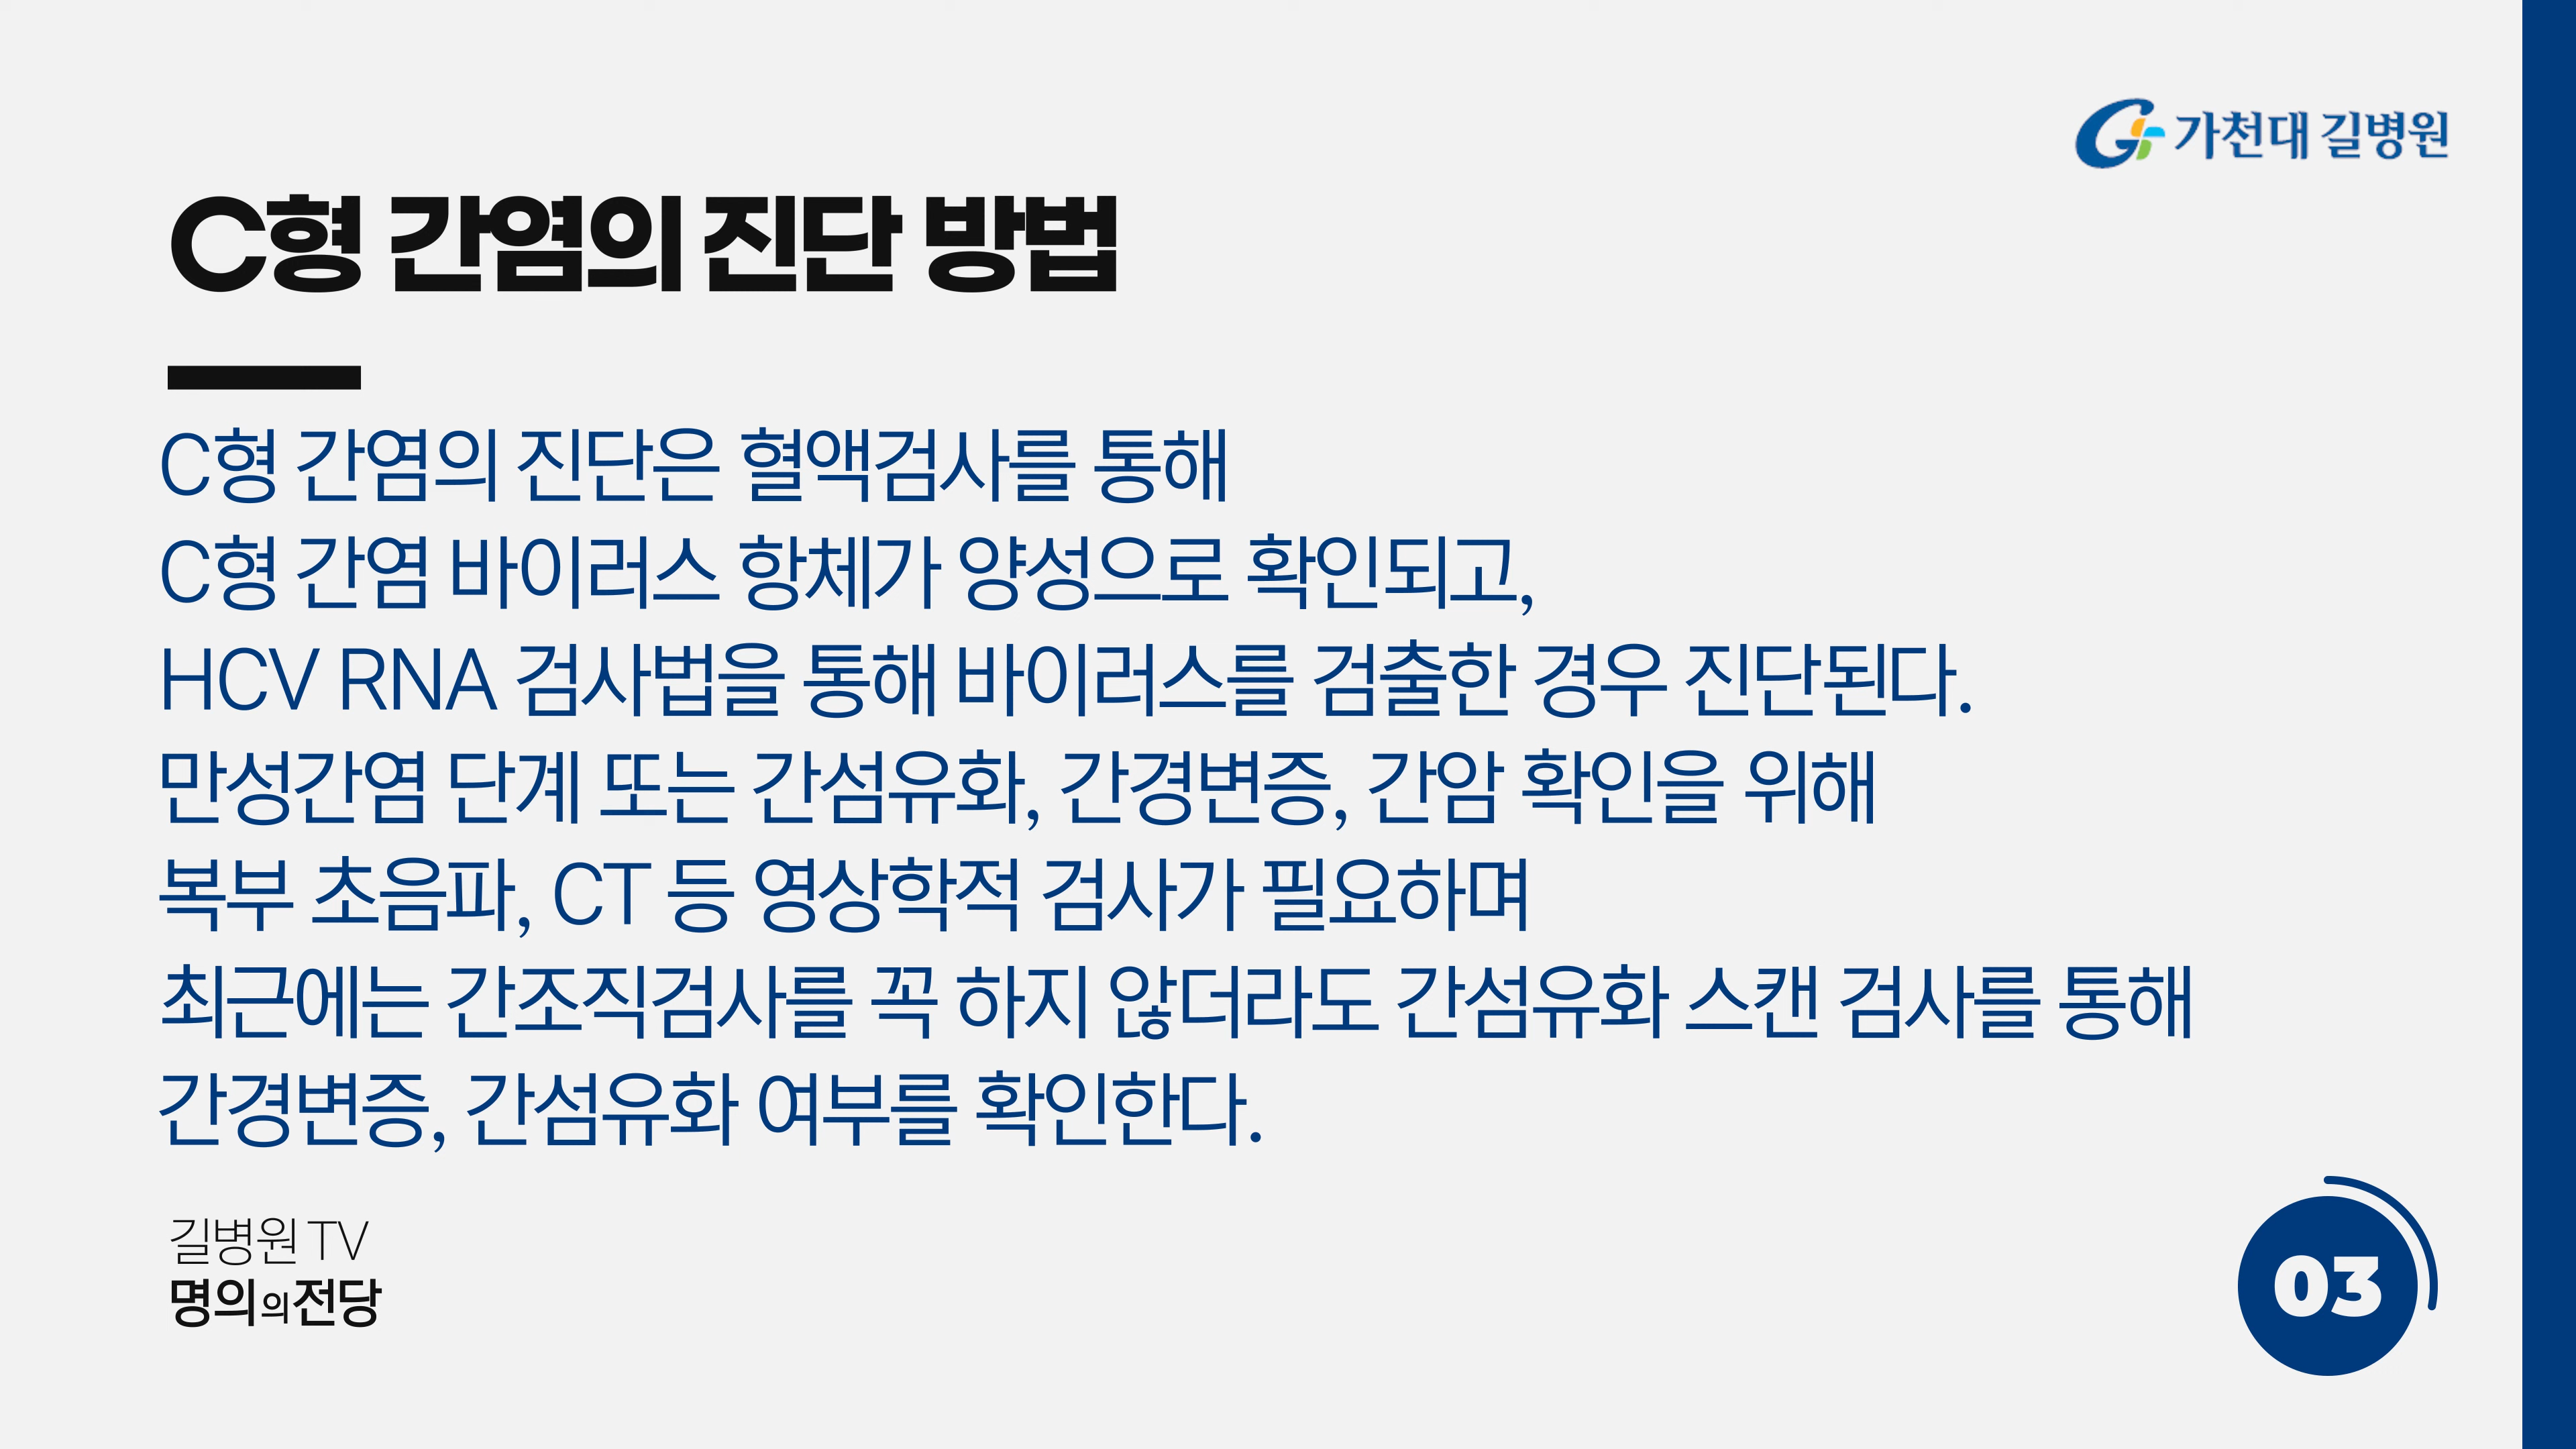 가천대 길병원
C형 간염의 진단 방법
C형 간염의 진단은 혈액검사를 통해
C형 간염 바이러스 항체가 양성으로 확인되고,
HCV RNA 검사법을 통해 바이러스를 검출한 경우 진단된다.
만성간염 단계 또는 간섬유화, 간경변증, 간암 확인을 위해
복부 초음파, CT 등 영상학적 검사가 필요하며
최근에는 간조직검사를 꼭 하지 않더라도 간섬유화 스캔 검사를 통해
간경변증, 간섬유화 여부를 확인한다.
길병원 TV
명의의전당
03